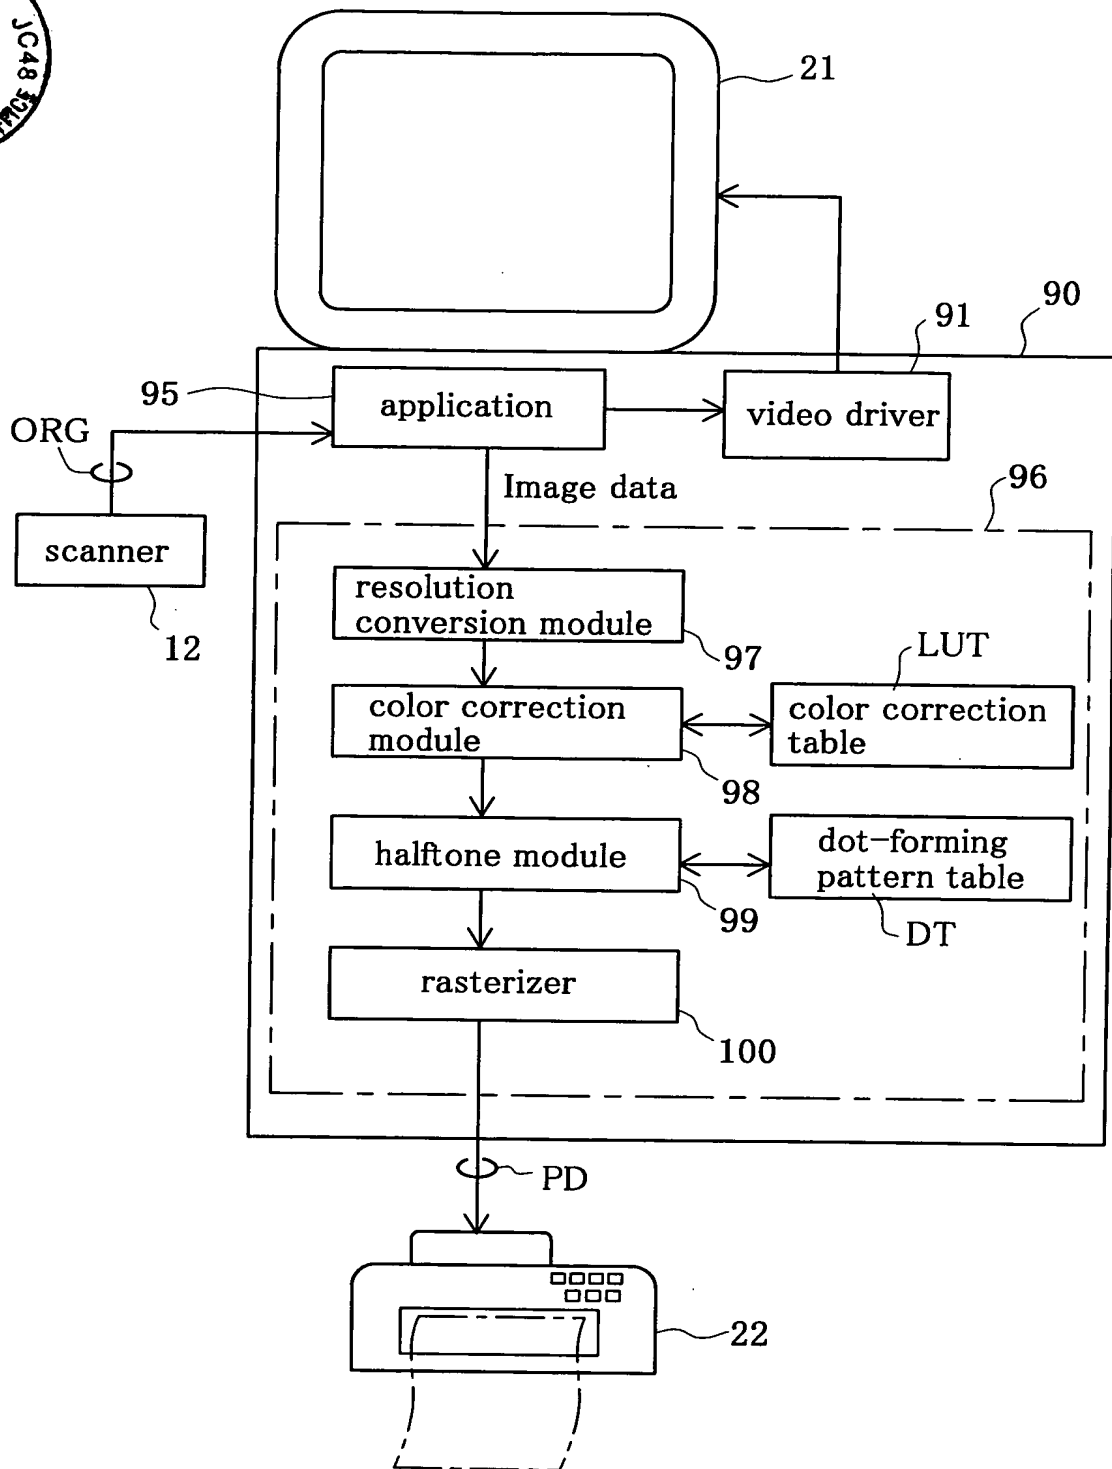 JC48
21
90
91
95
application
video driver
ORG
Image data
96
scanner
12
resolution
conversion module
97
LUT
color correction
module
98
color correction
table
halftone module
99
dot-forming
pattern table
DT
rasterizer
100
PD
22